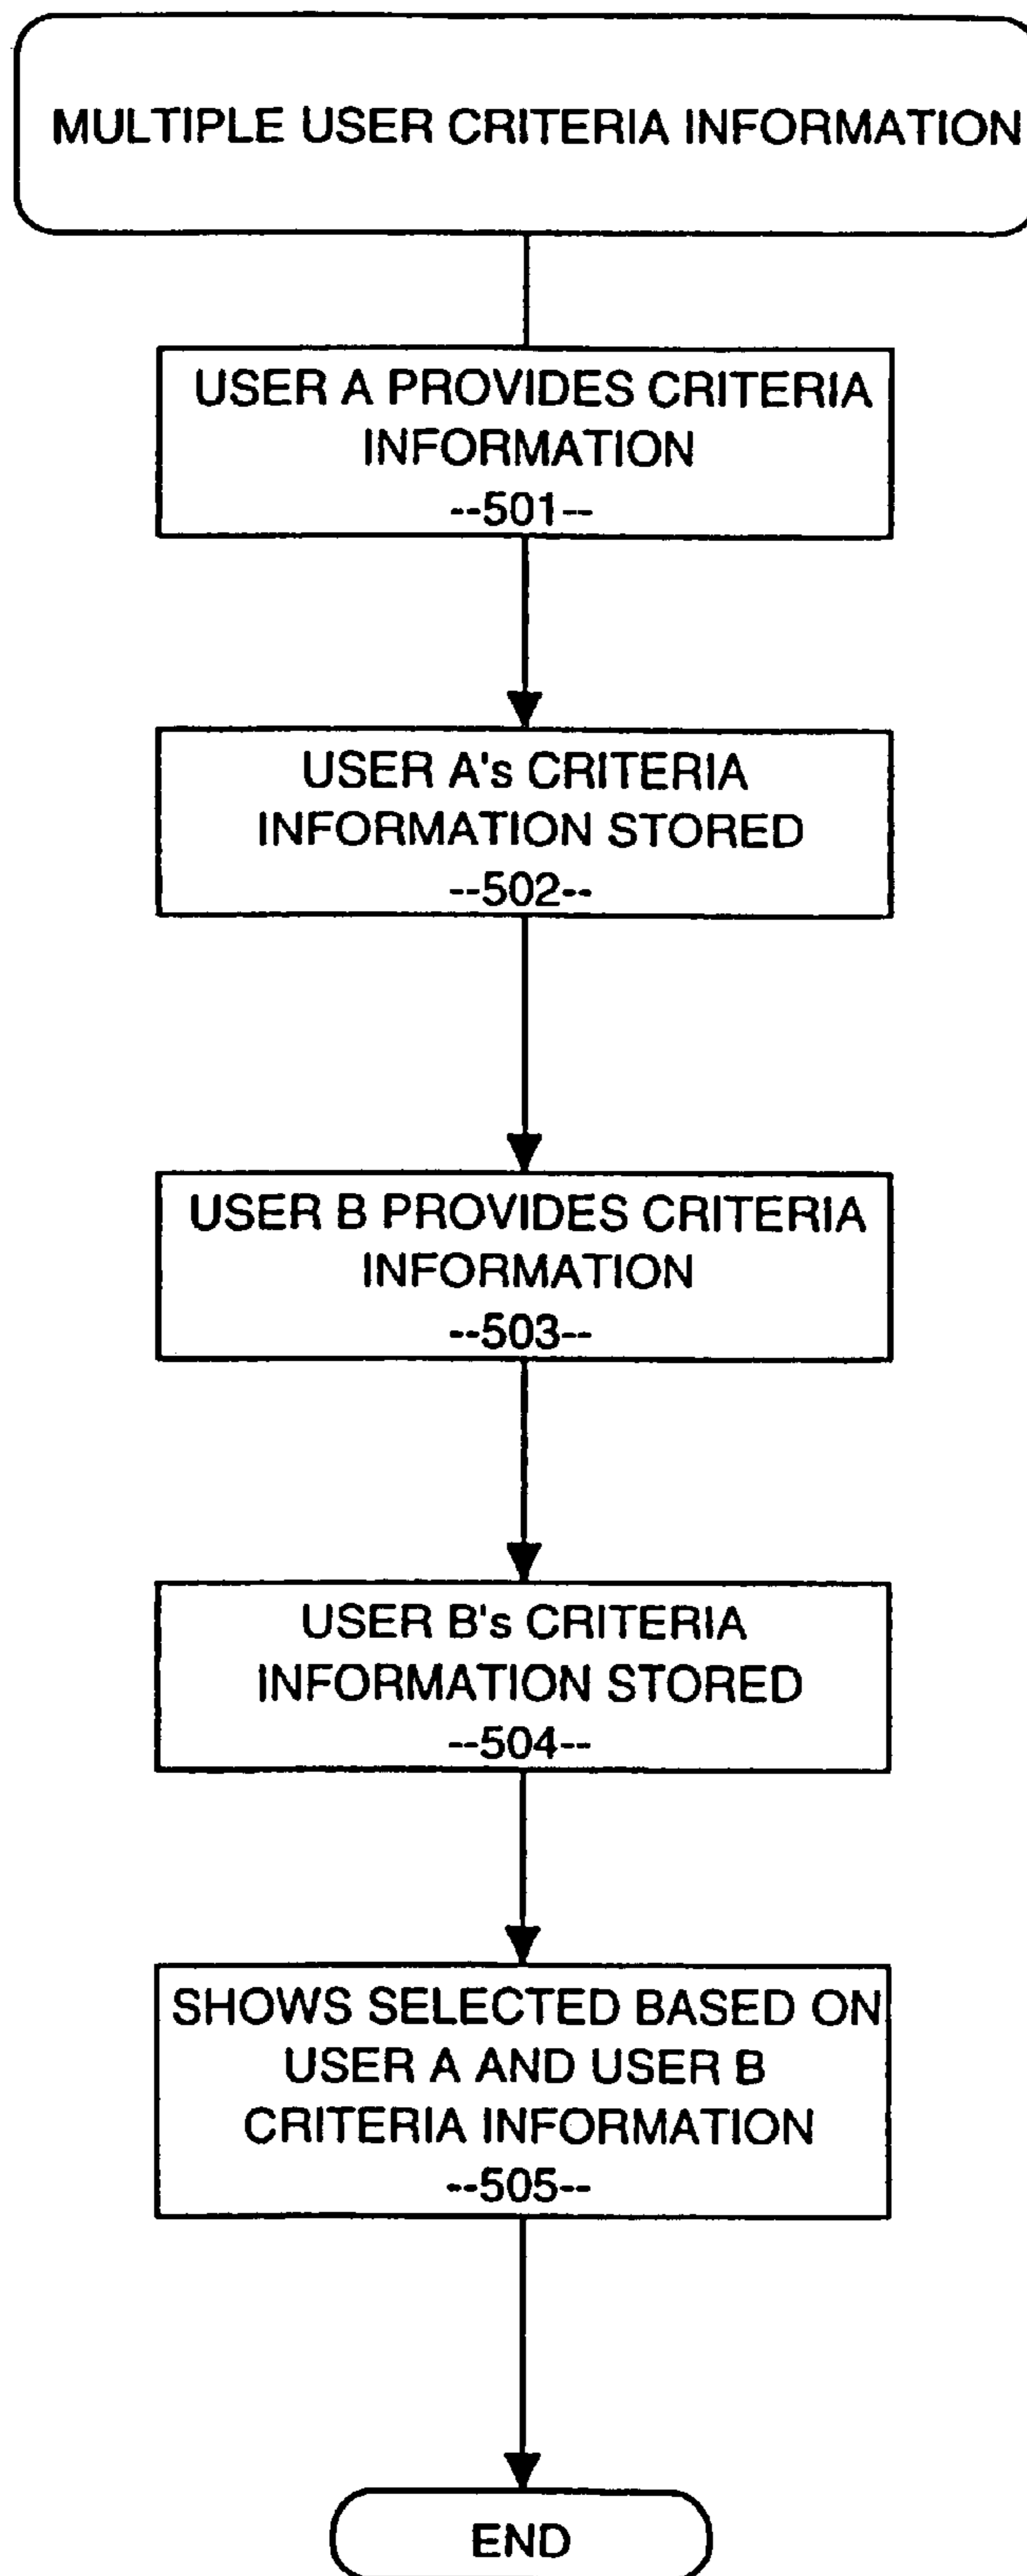 MULTIPLE USER CRITERIA INFORMATION
USER A PROVIDES CRITERIA
INFORMATION
--501--
USER A's CRITERIA
INFORMATION STORED
--502--
USER B PROVIDES CRITERIA
INFORMATION
--503--
USER B's CRITERIA
INFORMATION STORED
--504--
SHOWS SELECTED BASED ON
USER A AND USER B
CRITERIA INFORMATION
--505--
END